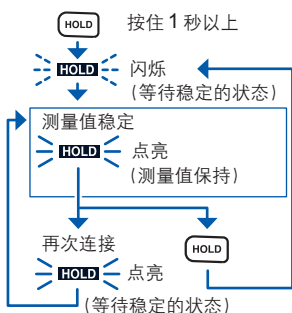 HOLD 按住1秒以上
HOLD 闪烁
(等待稳定的状态)
测量值稳定
HOLD 点亮
(测量值保持)
再次连接
HOLD
HOLD 点亮
(等待稳定的状态)